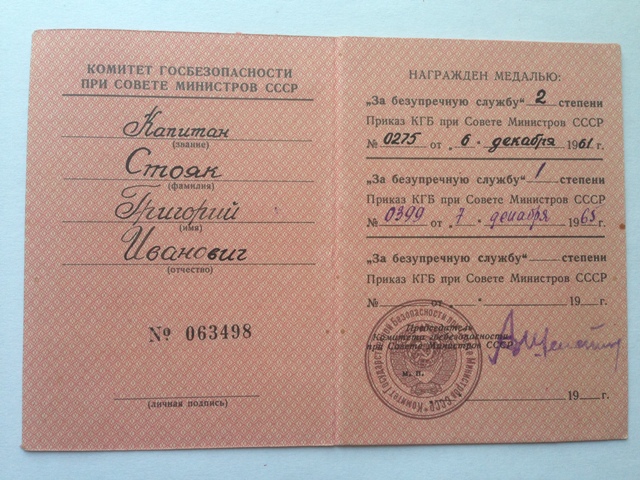 КОМИТЕТ ГОСБЕЗОПАСНОСТИ
ПРИ СОВЕТЕ МИНИСТРОВ СССР
Капитан
(звание)
Стояк
(фамилия)
Григорий
(имя)
Иванович
(отчество)
№ 063498
(личная подпись)
НАГРАЖДЕН МЕДАЛЬЮ:
„За безупречную службу“ 2 степени
Приказ КГБ при Совете Министров СССР
№ 0275 от „6“ декабря 1961 г.
„За безупречную службу“ 1 степени
Приказ КГБ при Совете Министров СССР
№ 0399 „7“ декабря 1965 г.
„За безупречную службу“ степени
Приказ КГБ при Совете Министров СССР
№ от „ “ 19 г.
Председатель
Комитета госбезопасности
при Совете Министров СССР
м. п.
19 г.